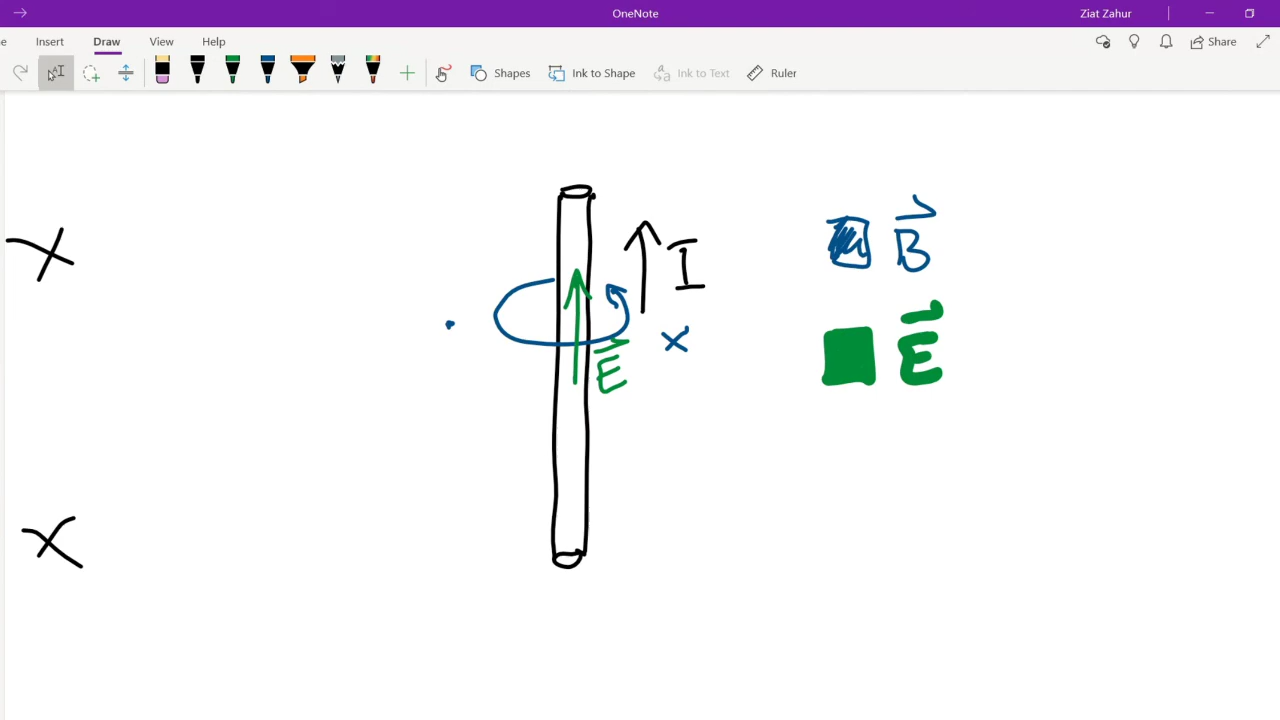 OneNote
Ziat Zahur
e Insert Draw View Help
Share
Shapes Ink to Shape Ink to Text Ruler
X
I
B
E
x
E
X